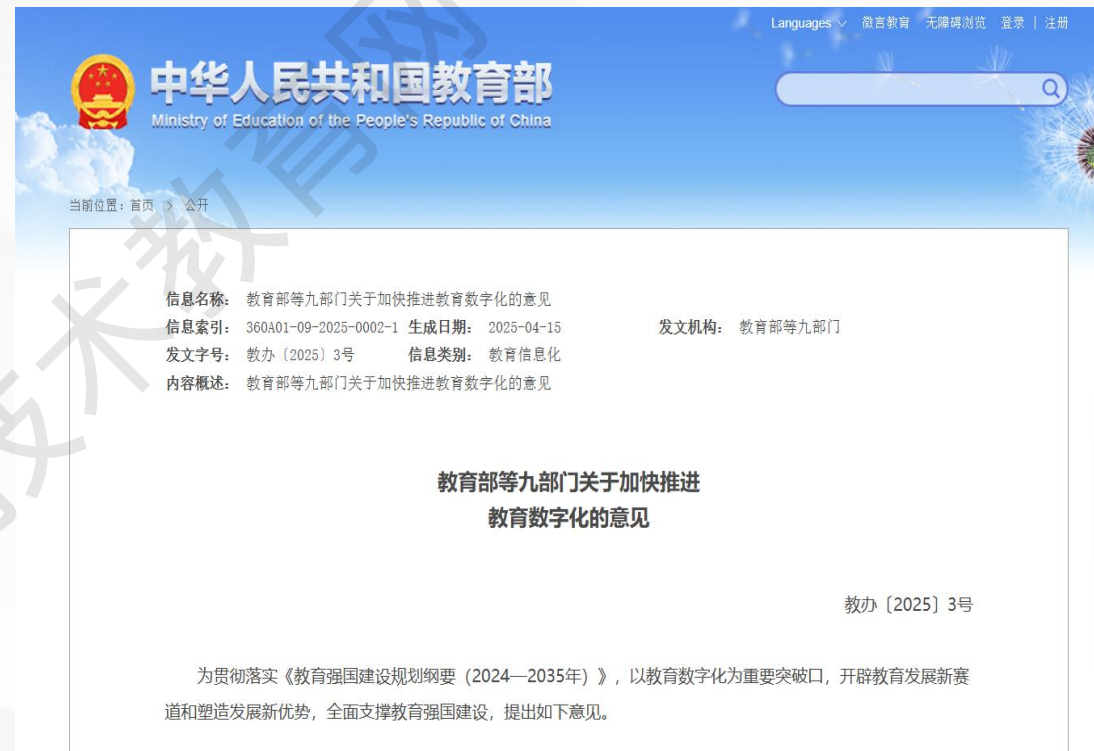 Languages 微言教育 无障碍浏览 登录 | 注册
中华人民共和国教育部
Ministry of Education of the People's Republic of China
当前位置：首页 > 公开
信息名称： 教育部等九部门关于加快推进教育数字化的意见
信息索引： 360A01-09-2025-0002-1 生成日期： 2025-04-15 发文机构： 教育部等九部门
发文字号： 教办〔2025〕3号 信息类别： 教育信息化
内容概述： 教育部等九部门关于加快推进教育数字化的意见
教育部等九部门关于加快推进
教育数字化的意见
教办〔2025〕3号
为贯彻落实《教育强国建设规划纲要（2024—2035年）》，以教育数字化为重要突破口，开辟教育发展新赛
道和塑造发展新优势，全面支撑教育强国建设，提出如下意见。
技术教育网